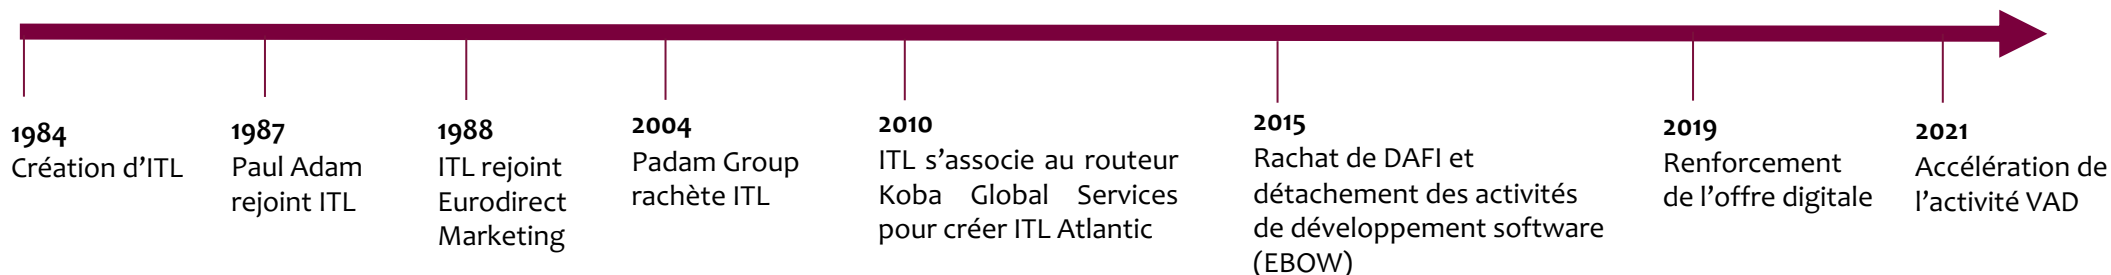 1984
Création d’ITL
1987
Paul Adam
rejoint ITL
1988
ITL rejoint
Eurodirect
Marketing
2004
Padam Group
rachète ITL
2010
ITL s’associe au routeur
Koba Global Services
pour créer ITL Atlantic
2015
Rachat de DAFI et
détachement des activités
de développement software
(EBOW)
2019
Renforcement
de l’offre digitale
2021
Accélération de
l’activité VAD